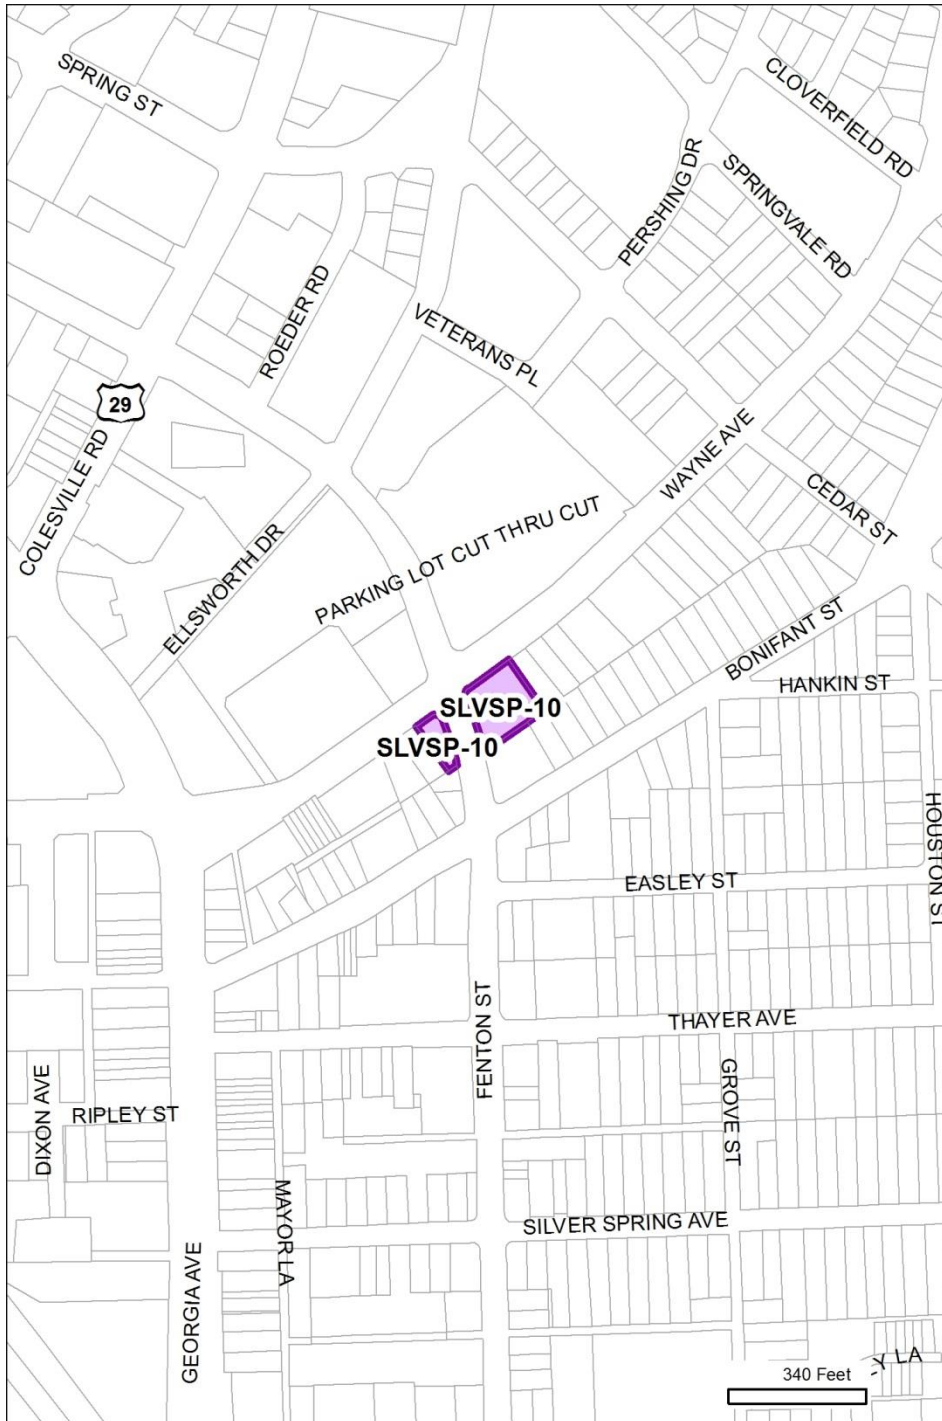 SPRING ST
CLOVERFIELD RD
PERSHING DR
SPRINGVALE RD
ROEDER RD
VETERANS PL
29
COLESVILLE RD
WAYNE AVE
CEDAR ST
PARKING LOT CUT THRU CUT
ELLSWORTH DR
BONIFANT ST
HANKIN ST
SLVSP-10
SLVSP-10
HOUSTON ST
EASLEY ST
FENTON ST
THAYER AVE
DIXON AVE
RIPLEY ST
GROVE ST
MAYOR LA
SILVER SPRING AVE
GEORGIA AVE
Y LA
340 Feet